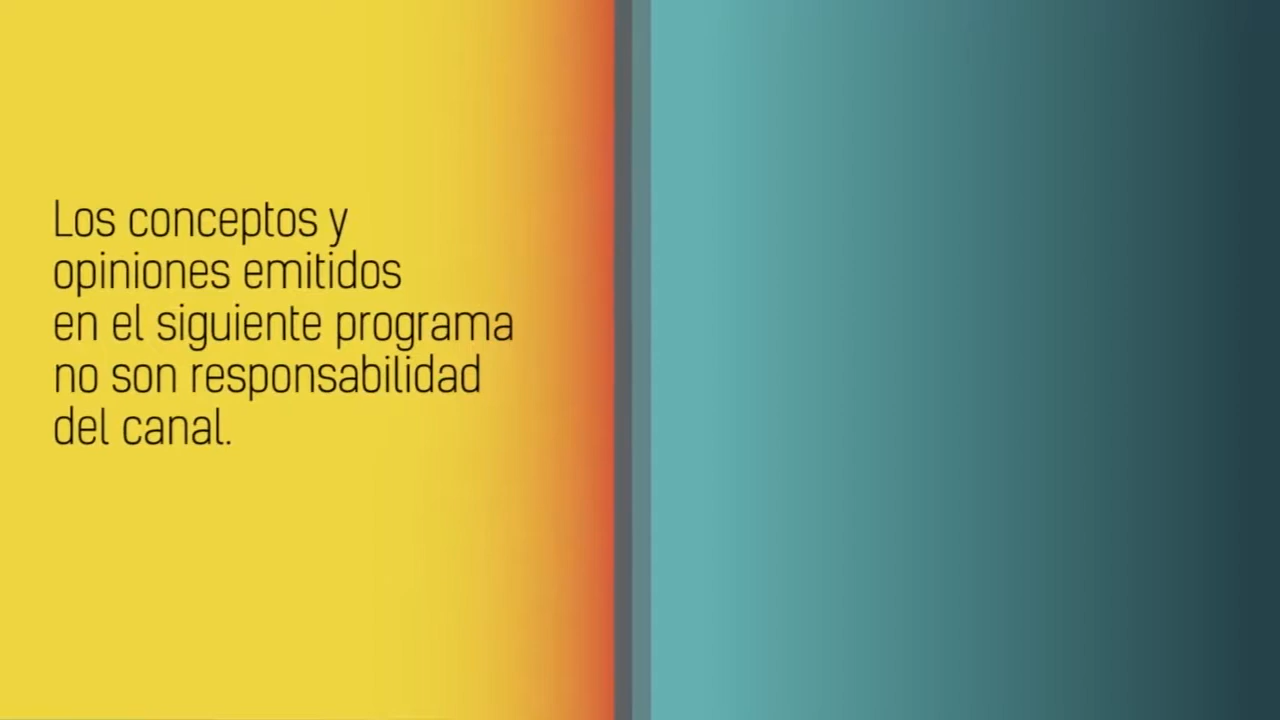 Los conceptos y
opiniones emitidos
en el siguiente programa
no son responsabilidad
del canal.